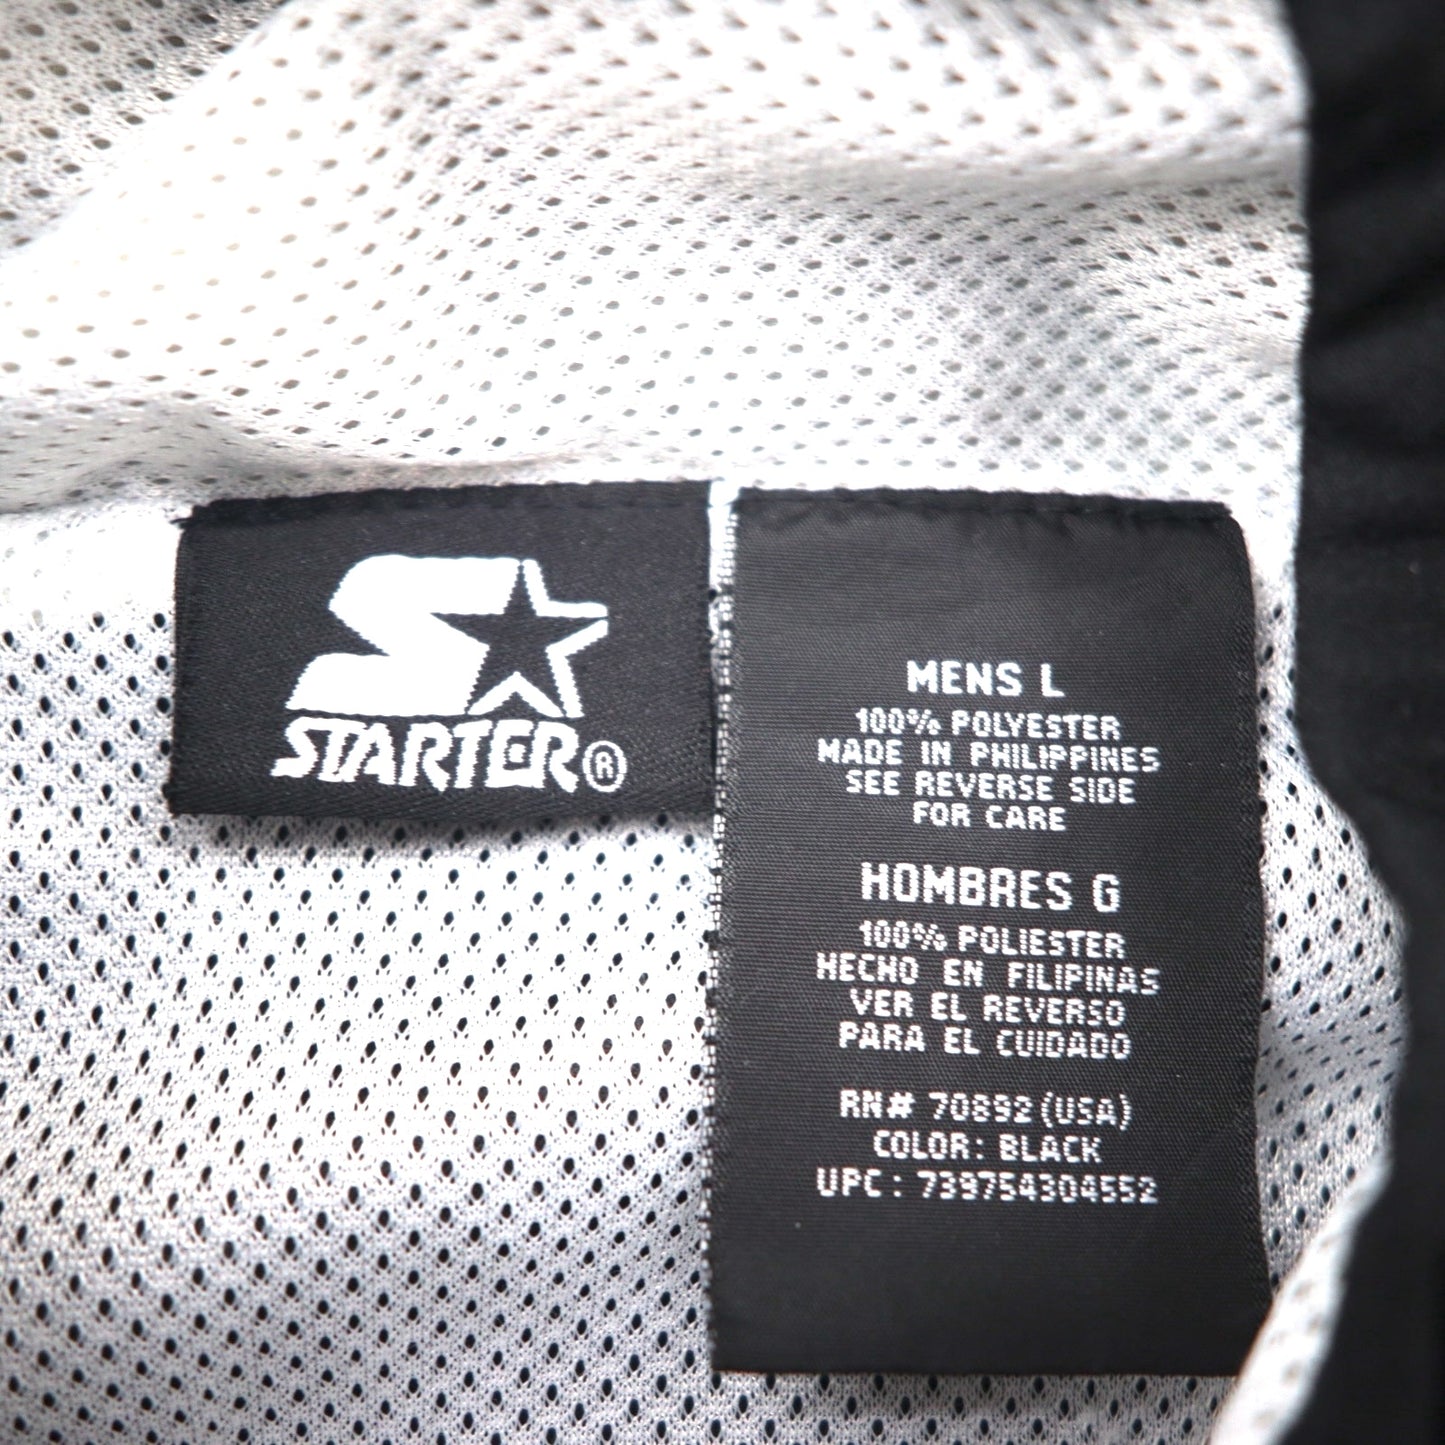 STARTER®
MENS L
100% POLYESTER
MADE IN PHILIPPINES
SEE REVERSE SIDE
FOR CARE
HOMBRES G
100% POLIESTER
HECHO EN FILIPINAS
VER EL REVERSO
PARA EL CUIDADO
RN# 70892 (USA)
COLOR: BLACK
UPC: 739754304552